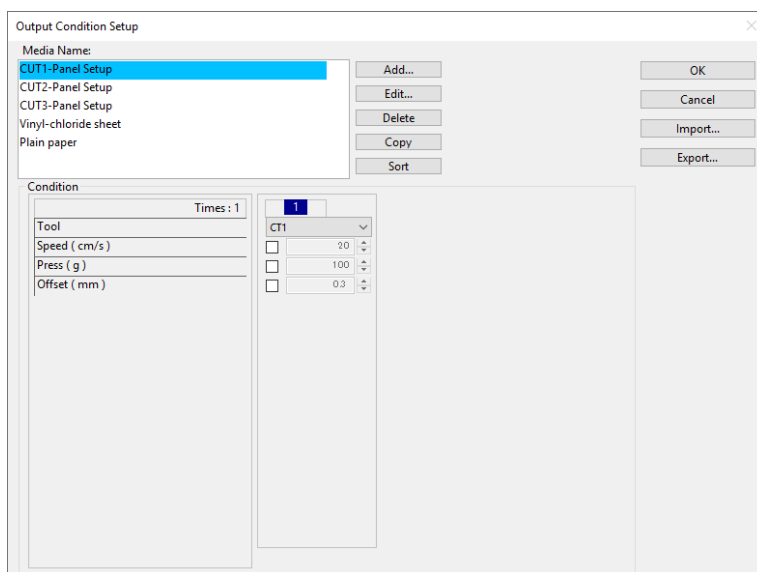 Output Condition Setup
Media Name:
CUT1-Panel Setup
CUT2-Panel Setup
CUT3-Panel Setup
Vinyl-chloride sheet
Plain paper
Add...
Edit...
Delete
Copy
Sort
OK
Cancel
Import...
Export...
Condition
Times : 1
1
Tool
CT1
Speed ( cm/s )
20
Press ( g )
100
Offset ( mm )
0.3